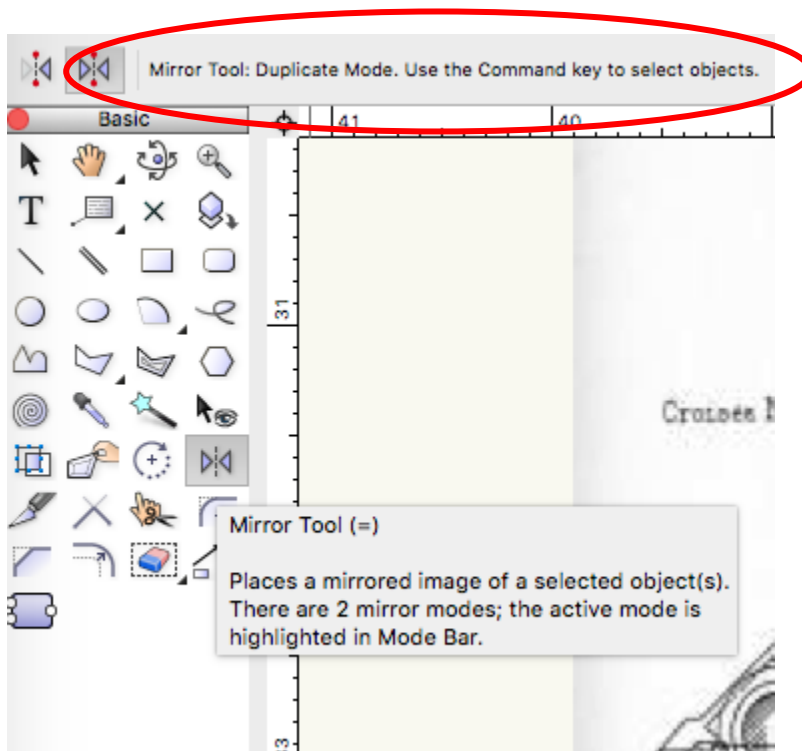 Mirror Tool: Duplicate Mode. Use the Command key to select objects.
Basic
41
40
T
31
Croisée
Mirror Tool (=)
Places a mirrored image of a selected object(s).
There are 2 mirror modes; the active mode is
highlighted in Mode Bar.